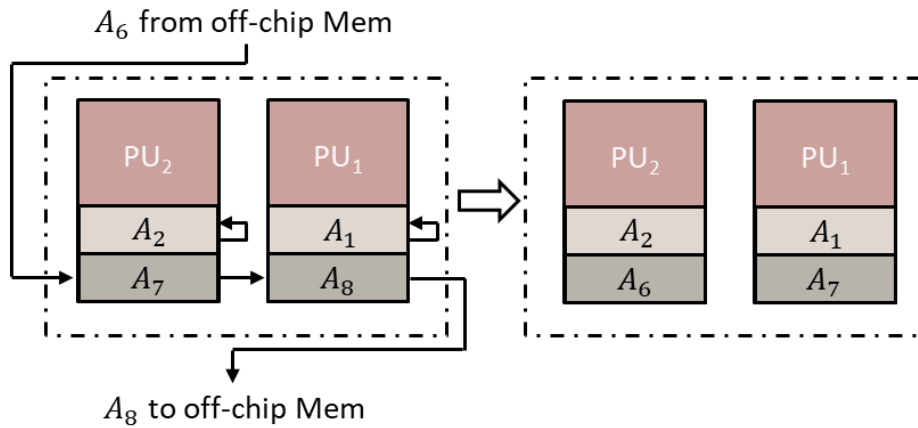 A₆ from off-chip Mem
PU₂ PU₁ PU₂ PU₁
A₂ A₁ A₂ A₁
A₇ A₈ A₆ A₇
A₈ to off-chip Mem